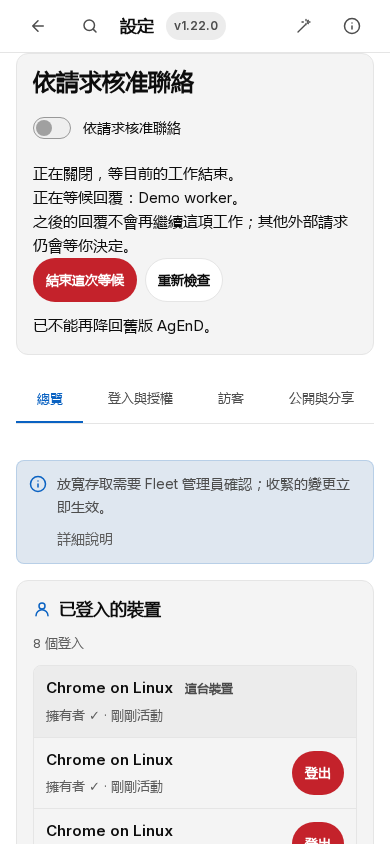 設定 v1.22.0
依請求核准聯絡
依請求核准聯絡
正在關閉，等目前的工作結束。
正在等候回覆：Demo worker。
之後的回覆不會再繼續這項工作；其他外部請求
仍會等你決定。
結束這次等候 重新檢查
已不能再降回舊版 AgEnD。
總覽 登入與授權 訪客 公開與分享
放寬存取需要 Fleet 管理員確認；收緊的變更立
即生效。
詳細說明
已登入的裝置
8 個登入
Chrome on Linux 這台裝置
擁有者 ✓ · 剛剛活動
Chrome on Linux
擁有者 ✓ · 剛剛活動
登出
Chrome on Linux
登出